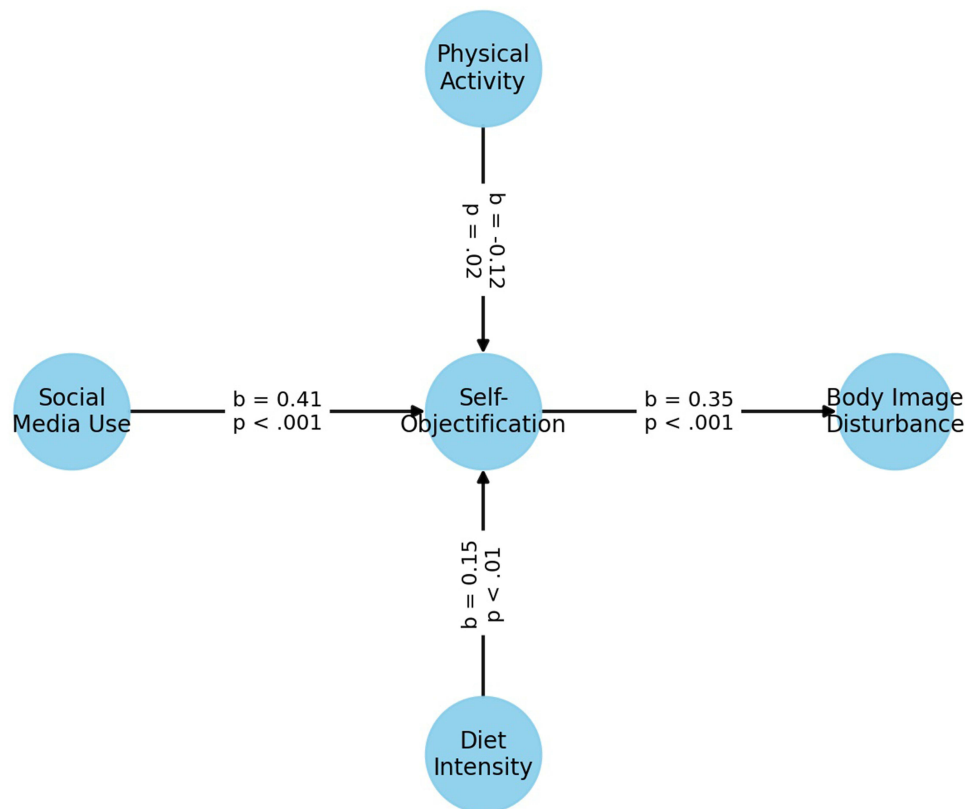 Physical
Activity
b = -0.12
p = .02
Social
Media Use
b = 0.41
p < .001
Self-
Objectification
b = 0.35
p < .001
Body Image
Disturbance
b = 0.15
p < .01
Diet
Intensity